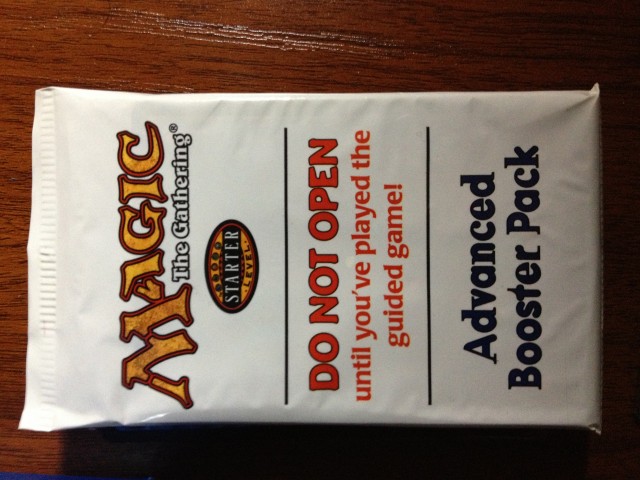 MAGIC
The Gathering®
STARTER
LEVEL
DO NOT OPEN
until you've played the
guided game!
Advanced
Booster Pack